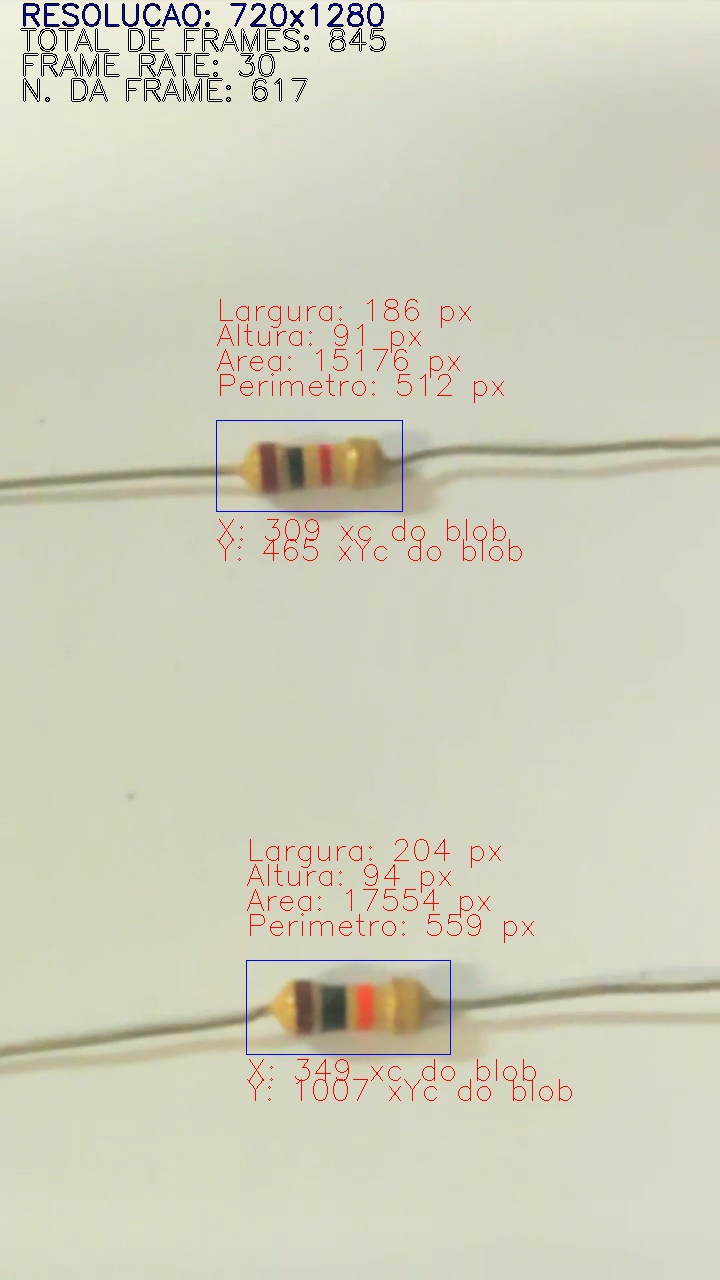 RESOLUCAO: 720x1280
TOTAL DE FRAMES: 845
FRAME RATE: 30
N. DA FRAME: 617
Largura: 186 px
Altura: 91 px
Area: 15176 px
Perimetro: 512 px
X: 309 xc do blob
Y: 465 xYc do blob
Largura: 204 px
Altura: 94 px
Area: 17554 px
Perimetro: 559 px
X: 349 xc do blob
Y: 1007 xYc do blob